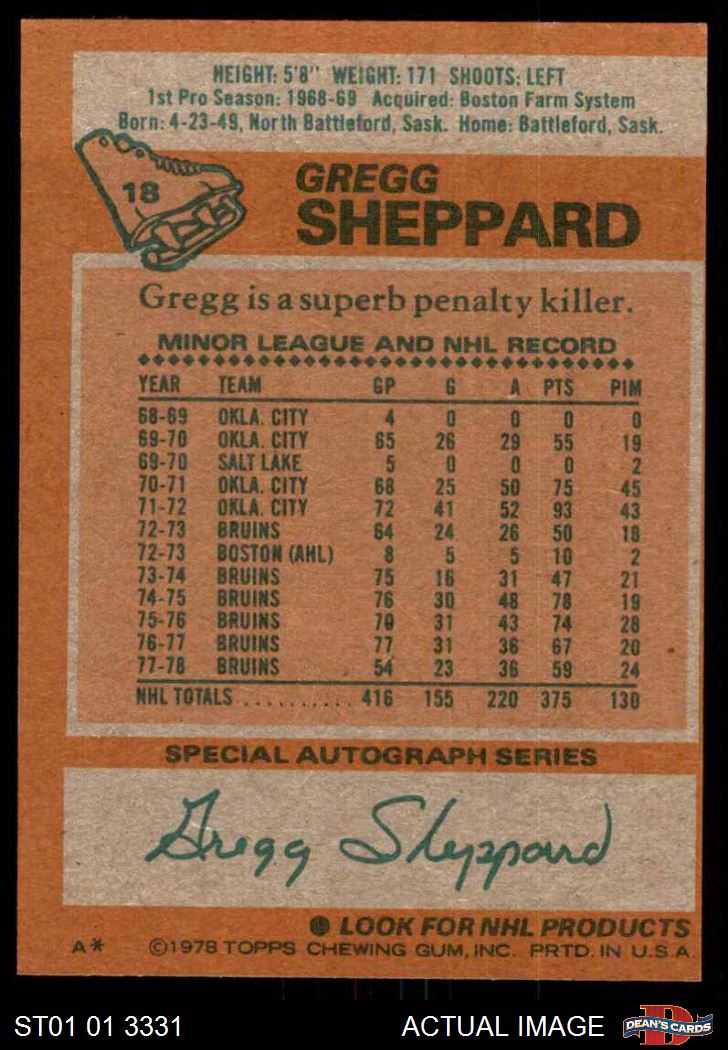 HEIGHT: 5'8" WEIGHT: 171 SHOOTS: LEFT
1st Pro Season: 1968-69 Acquired: Boston Farm System
Born: 4-23-49, North Battleford, Sask. Home: Battleford, Sask.
18
GREGG
SHEPPARD
Gregg is a superb penalty killer.
MINOR LEAGUE AND NHL RECORD
YEAR TEAM GP G A PTS PIM
68-69 OKLA. CITY 4 0 0 0 0
69-70 OKLA. CITY 65 26 29 55 19
69-70 SALT LAKE 5 0 0 0 2
70-71 OKLA. CITY 68 25 50 75 45
71-72 OKLA. CITY 72 41 52 93 43
72-73 BRUINS 64 24 26 50 18
72-73 BOSTON (AHL) 8 5 5 10 2
73-74 BRUINS 75 16 31 47 21
74-75 BRUINS 76 30 48 78 19
75-76 BRUINS 70 31 43 74 28
76-77 BRUINS 77 31 36 67 20
77-78 BRUINS 54 23 36 59 24
NHL TOTALS .......... 416 155 220 375 130
SPECIAL AUTOGRAPH SERIES
Gregg Sheppard
LOOK FOR NHL PRODUCTS
A* ©1978 TOPPS CHEWING GUM, INC. PRTD. IN U.S.A.
ST01 01 3331 ACTUAL IMAGE D DEAN'S CARDS